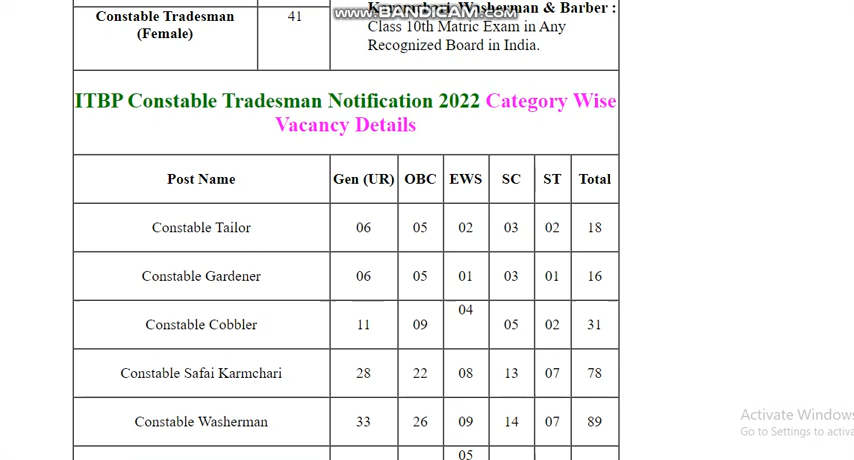 Constable Tradesman
(Female)
41
Washerman & Barber :
Class 10th Matric Exam in Any
Recognized Board in India.
www.BANDICAM.com
ITBP Constable Tradesman Notification 2022 Category Wise
Vacancy Details
Post Name Gen (UR) OBC EWS SC ST Total
Constable Tailor 06 05 02 03 02 18
Constable Gardener 06 05 01 03 01 16
Constable Cobbler 11 09 04 05 02 31
Constable Safai Karmchari 28 22 08 13 07 78
Constable Washerman 33 26 09 14 07 89
05
Activate Windows
Go to Settings to activa